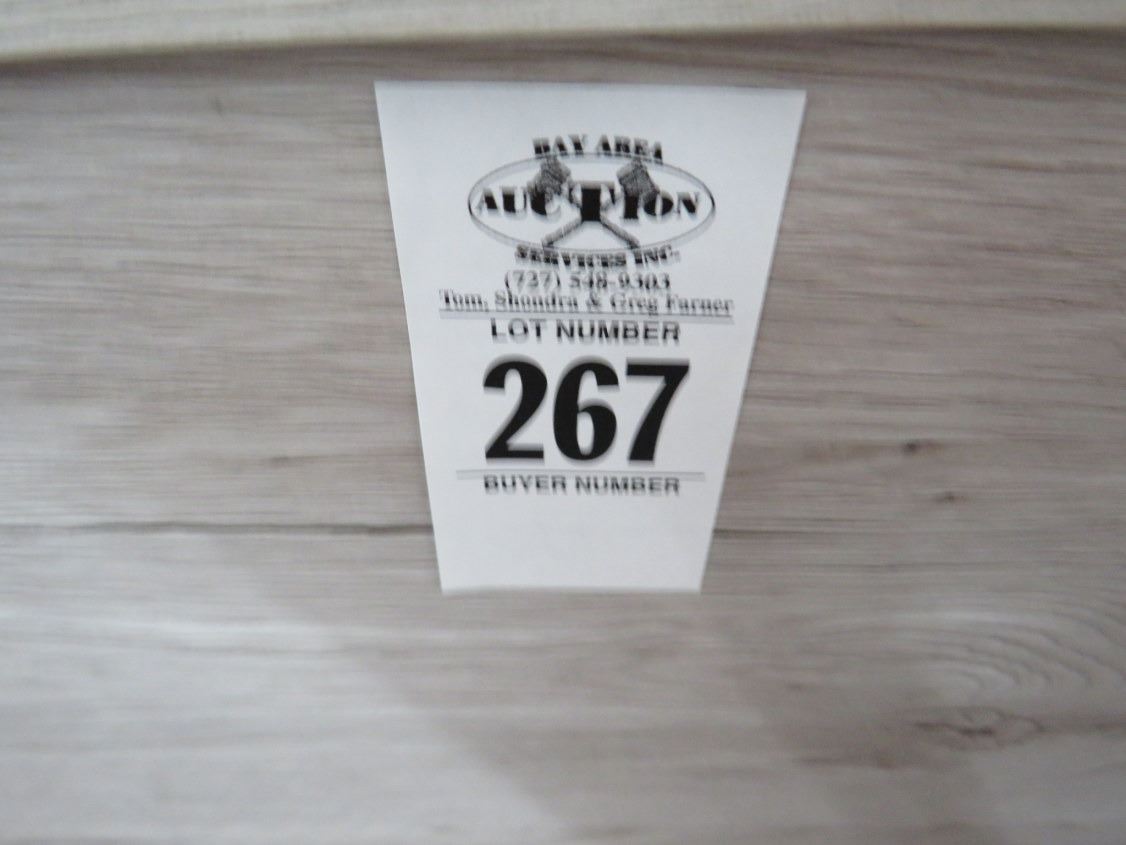 BAY AREA
AUCTION
SERVICES INC.
(727) 548-9303
Tom, Shondra & Greg Farner
LOT NUMBER
267
BUYER NUMBER